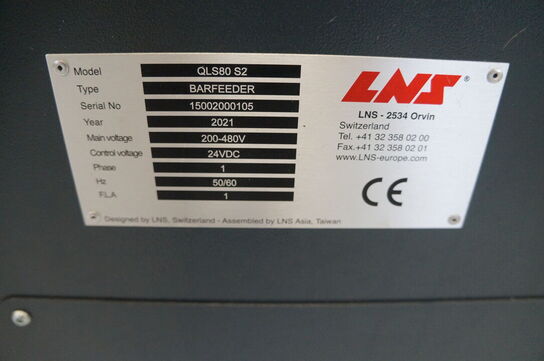 Model QLS80 S2
Type BARFEEDER
Serial No 15002000105
Year 2021
Main voltage 200-480V
Control voltage 24VDC
Phase 1
Hz 50/60
F.L.A 1
LNS®
LNS - 2534 Orvin
Switzerland
Tel. +41 32 358 02 00
Fax.+41 32 358 02 01
www.LNS-europe.com
CE
Designed by LNS, Switzerland - Assembled by LNS Asia, Taiwan